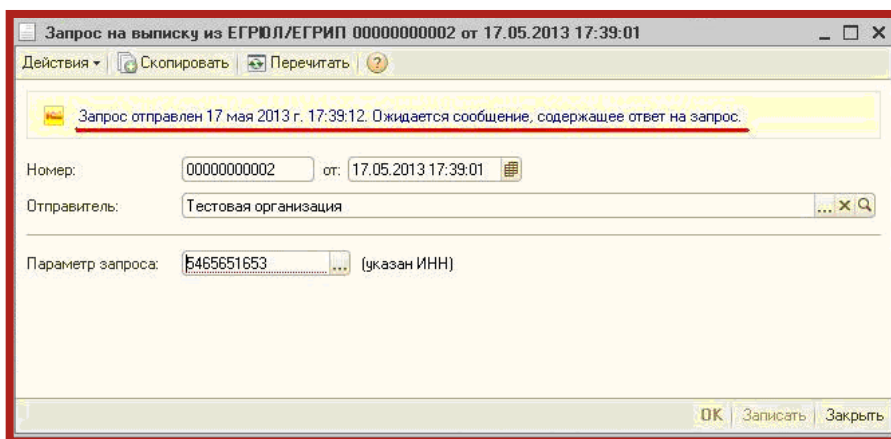 Запрос на выписку из ЕГРЮЛ/ЕГРИП 00000000002 от 17.05.2013 17:39:01
Действия Скопировать Перечитать ?
Запрос отправлен 17 мая 2013 г. 17:39:12. Ожидается сообщение, содержащее ответ на запрос.
Номер: 00000000002 от: 17.05.2013 17:39:01
Отправитель: Тестовая организация ...
Параметр запроса: 5465651653 ... (указан ИНН)
OK Записать Закрыть